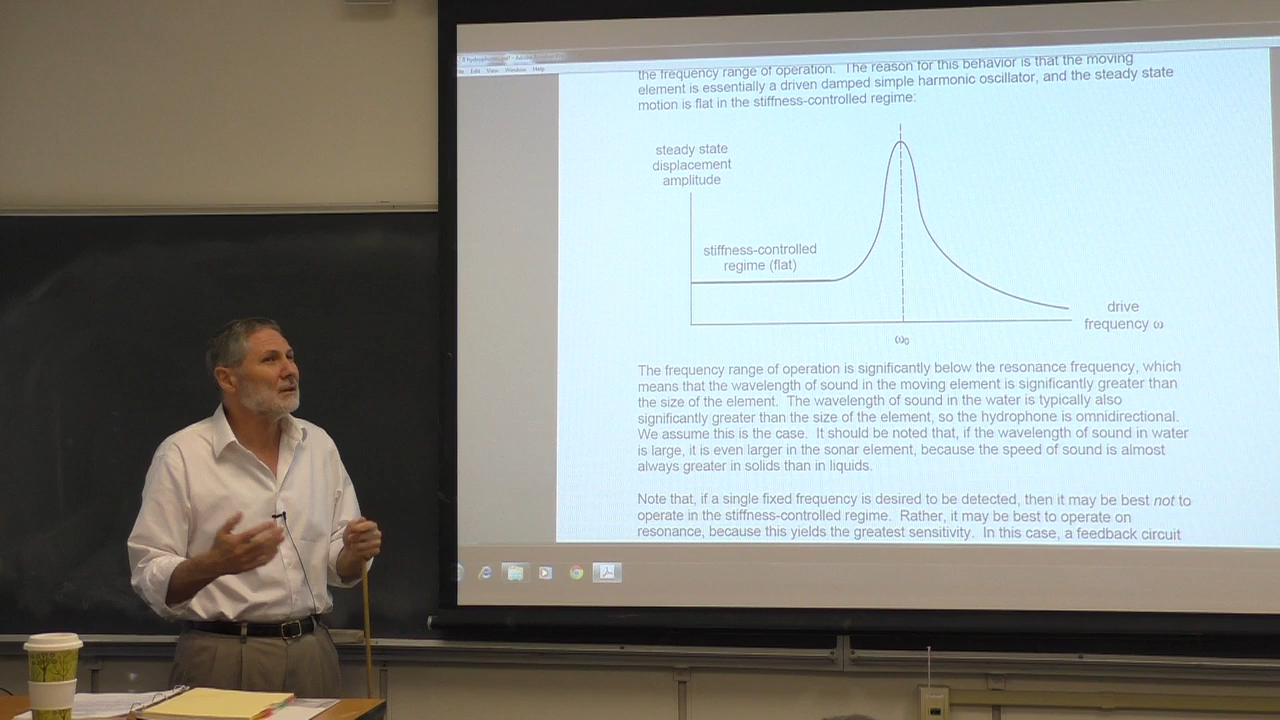 File Edit View Window Help
the frequency range of operation. The reason for this behavior is that the moving
element is essentially a driven damped simple harmonic oscillator, and the steady state
motion is flat in the stiffness-controlled regime:
steady state
displacement
amplitude
stiffness-controlled
regime (flat)
drive
frequency ω
ω₀
The frequency range of operation is significantly below the resonance frequency, which
means that the wavelength of sound in the moving element is significantly greater than
the size of the element. The wavelength of sound in the water is typically also
significantly greater than the size of the element, so the hydrophone is omnidirectional.
We assume this is the case. It should be noted that, if the wavelength of sound in water
is large, it is even larger in the sonar element, because the speed of sound is almost
always greater in solids than in liquids.
Note that, if a single fixed frequency is desired to be detected, then it may be best not to
operate in the stiffness-controlled regime. Rather, it may be best to operate on
resonance, because this yields the greatest sensitivity. In this case, a feedback circuit